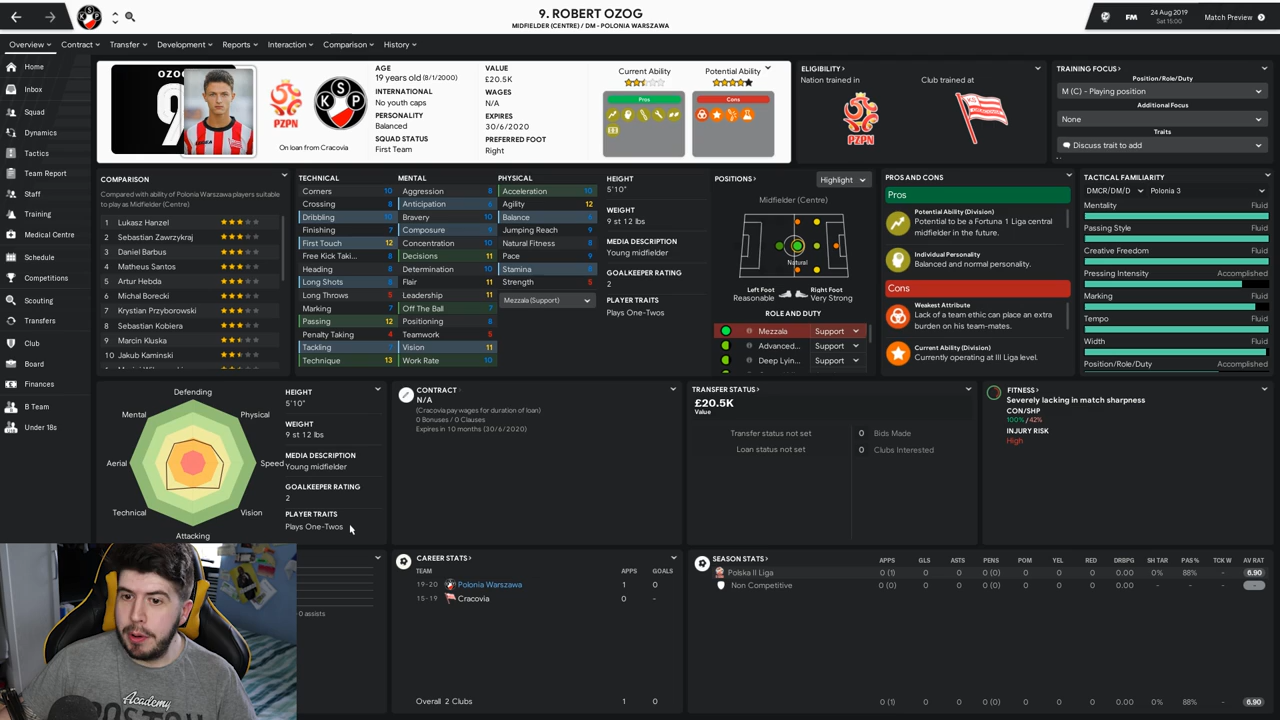 9. ROBERT OZOG
MIDFIELDER (CENTRE) / DM - POLONIA WARSZAWA
KSP
FM
24 Aug 2019
Sat 15:00
Match Preview
Overview
Contract
Transfer
Development
Reports
Interaction
Comparison
History
Home
Inbox
Squad
Dynamics
Tactics
Team Report
Staff
Training
Medical Centre
Schedule
Competitions
Scouting
Transfers
Club
Board
Finances
B Team
Under 18s
PZPN
KSP
On loan from Cracovia
AGE
19 years old (8/1/2000)
INTERNATIONAL
No youth caps
PERSONALITY
Balanced
SQUAD STATUS
First Team
VALUE
£20.5K
WAGES
N/A
EXPIRES
30/6/2020
PREFERRED FOOT
Right
Current Ability
Pros
Potential Ability
Cons
ELIGIBILITY
Nation trained in
PZPN
Club trained at
TRAINING FOCUS
Position/Role/Duty
M (C) - Playing position
Additional Focus
None
Traits
Discuss trait to add
COMPARISON
Compared with ability of Polonia Warszawa players suitable
to play as Midfielder (Centre)
1 Lukasz Hanzel
2 Sebastian Zawrzykraj
3 Daniel Barbus
4 Matheus Santos
5 Artur Hebda
6 Michal Borecki
7 Krystian Przyborowski
8 Sebastian Kobiera
9 Marcin Kluska
10 Jakub Kaminski
TECHNICAL
Corners 10
Crossing 8
Dribbling 10
Finishing 7
First Touch 12
Free Kick Taki... 8
Heading 8
Long Shots 8
Long Throws 5
Marking 7
Passing 12
Penalty Taking 4
Tackling 7
Technique 13
MENTAL
Aggression 8
Anticipation 6
Bravery 10
Composure 9
Concentration 10
Decisions 11
Determination 10
Flair 11
Leadership 11
Off The Ball 7
Positioning 8
Teamwork 5
Vision 11
Work Rate 10
PHYSICAL
Acceleration 10
Agility 12
Balance 6
Jumping Reach 9
Natural Fitness 8
Pace 9
Stamina 8
Strength 5
Mezzala (Support)
HEIGHT
5'10"
WEIGHT
9 st 12 lbs
MEDIA DESCRIPTION
Young midfielder
GOALKEEPER RATING
2
PLAYER TRAITS
Plays One-Twos
POSITIONS
Highlight
Midfielder (Centre)
Natural
Left Foot
Reasonable
Right Foot
Very Strong
ROLE AND DUTY
Mezzala Support
Advanced... Support
Deep Lyin... Support
PROS AND CONS
Pros
Potential Ability (Division)
Potential to be a Fortuna 1 Liga central
midfielder in the future.
Individual Personality
Balanced and normal personality.
Cons
Weakest Attribute
Lack of a team ethic can place an extra
burden on his team-mates.
Current Ability (Division)
Currently operating at III Liga level.
TACTICAL FAMILIARITY
DMCR/DM/D
Polonia 3
Mentality Fluid
Passing Style Fluid
Creative Freedom Fluid
Pressing Intensity Accomplished
Marking Fluid
Tempo Fluid
Width Fluid
Position/Role/Duty Accomplished
Defending
Physical
Speed
Vision
Attacking
Technical
Aerial
Mental
HEIGHT
5'10"
WEIGHT
9 st 12 lbs
MEDIA DESCRIPTION
Young midfielder
GOALKEEPER RATING
2
PLAYER TRAITS
Plays One-Twos
CONTRACT
N/A
(Cracovia pay wages for duration of loan)
0 Bonuses / 0 Clauses
Expires in 10 months (30/6/2020)
TRANSFER STATUS>
£20.5K
Value
Transfer status not set
Loan status not set
0 Bids Made
0 Clubs Interested
FITNESS>
Severely lacking in match sharpness
CON/SHP
100% / 42%
INJURY RISK
High
0 assists
CAREER STATS>
TEAM APPS GOALS
19-20 Polonia Warszawa 1 0
15-19 Cracovia 0 -
Overall 2 Clubs 1 0
SEASON STATS>
APPS GLS ASTS PENS POM YEL RED DRBPG SH TAR PAS% TCK W AV RAT
Polska II Liga 0 (1) 0 0 0 (0) 0 0 0 0.00 0% 88% 0 6.90
Non Competitive 0 (0) 0 0 0 (0) 0 0 0 0.00 0% 0% 0 -
0 (1) 0 0 0 (0) 0 0 0 0.00 0% 88% 0 6.90
Academy